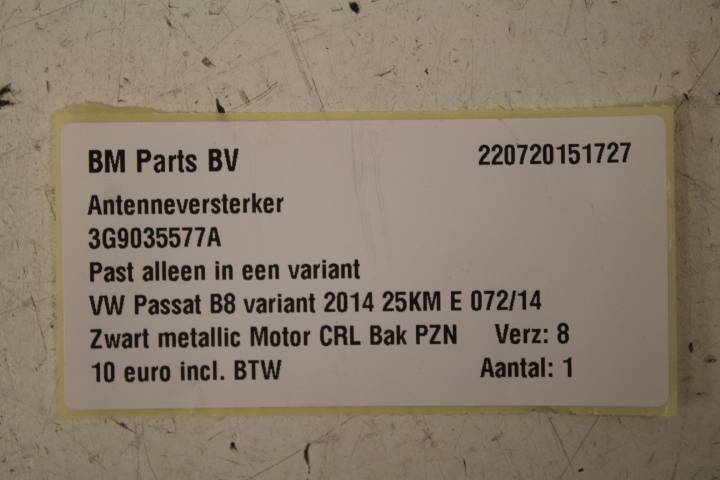 BM Parts BV 220720151727
Antenneversterker
3G9035577A
Past alleen in een variant
VW Passat B8 variant 2014 25KM E 072/14
Zwart metallic Motor CRL Bak PZN Verz: 8
10 euro incl. BTW Aantal: 1